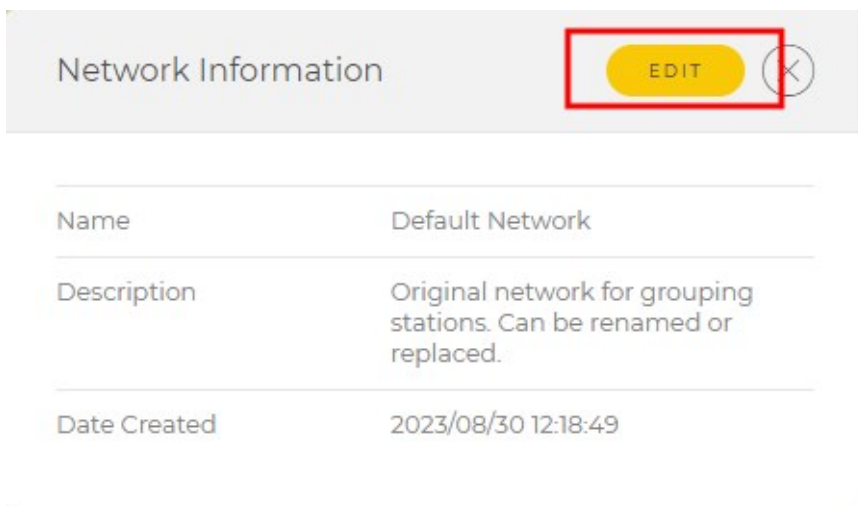 Network Information
EDIT
Name Default Network
Description Original network for grouping
stations. Can be renamed or
replaced.
Date Created 2023/08/30 12:18:49